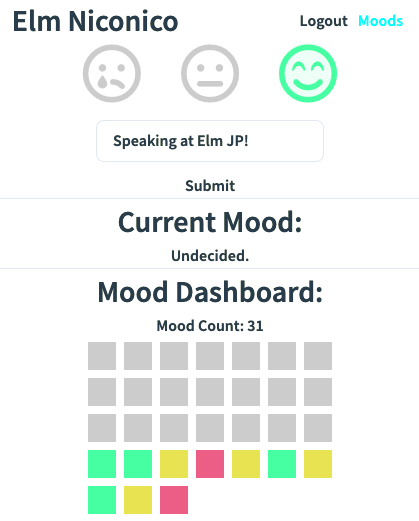 Elm Niconico
Logout Moods
Speaking at Elm JP!
Submit
Current Mood:
Undecided.
Mood Dashboard:
Mood Count: 31